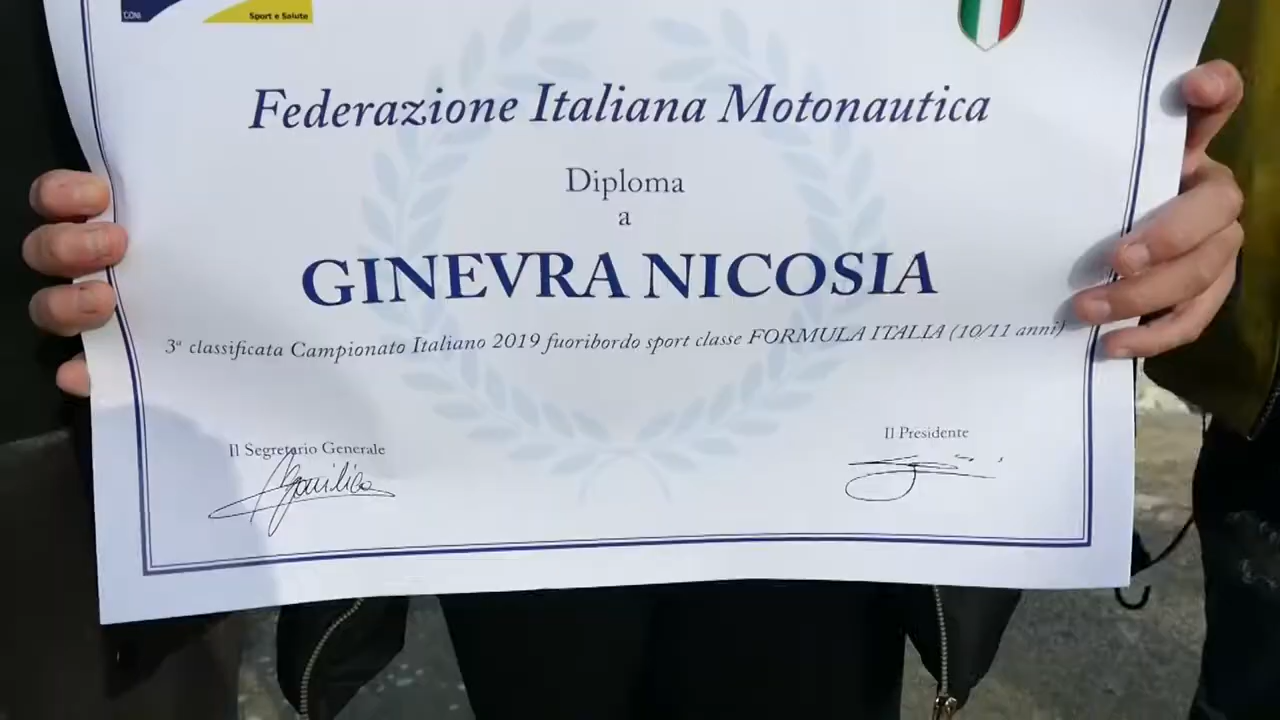 CONI Sport e Salute
Federazione Italiana Motonautica
Diploma
a
GINEVRA NICOSIA
3ª classificata Campionato Italiano 2019 fuoribordo sport classe FORMULA ITALIA (10/11 anni)
Il Segretario Generale
Il Presidente